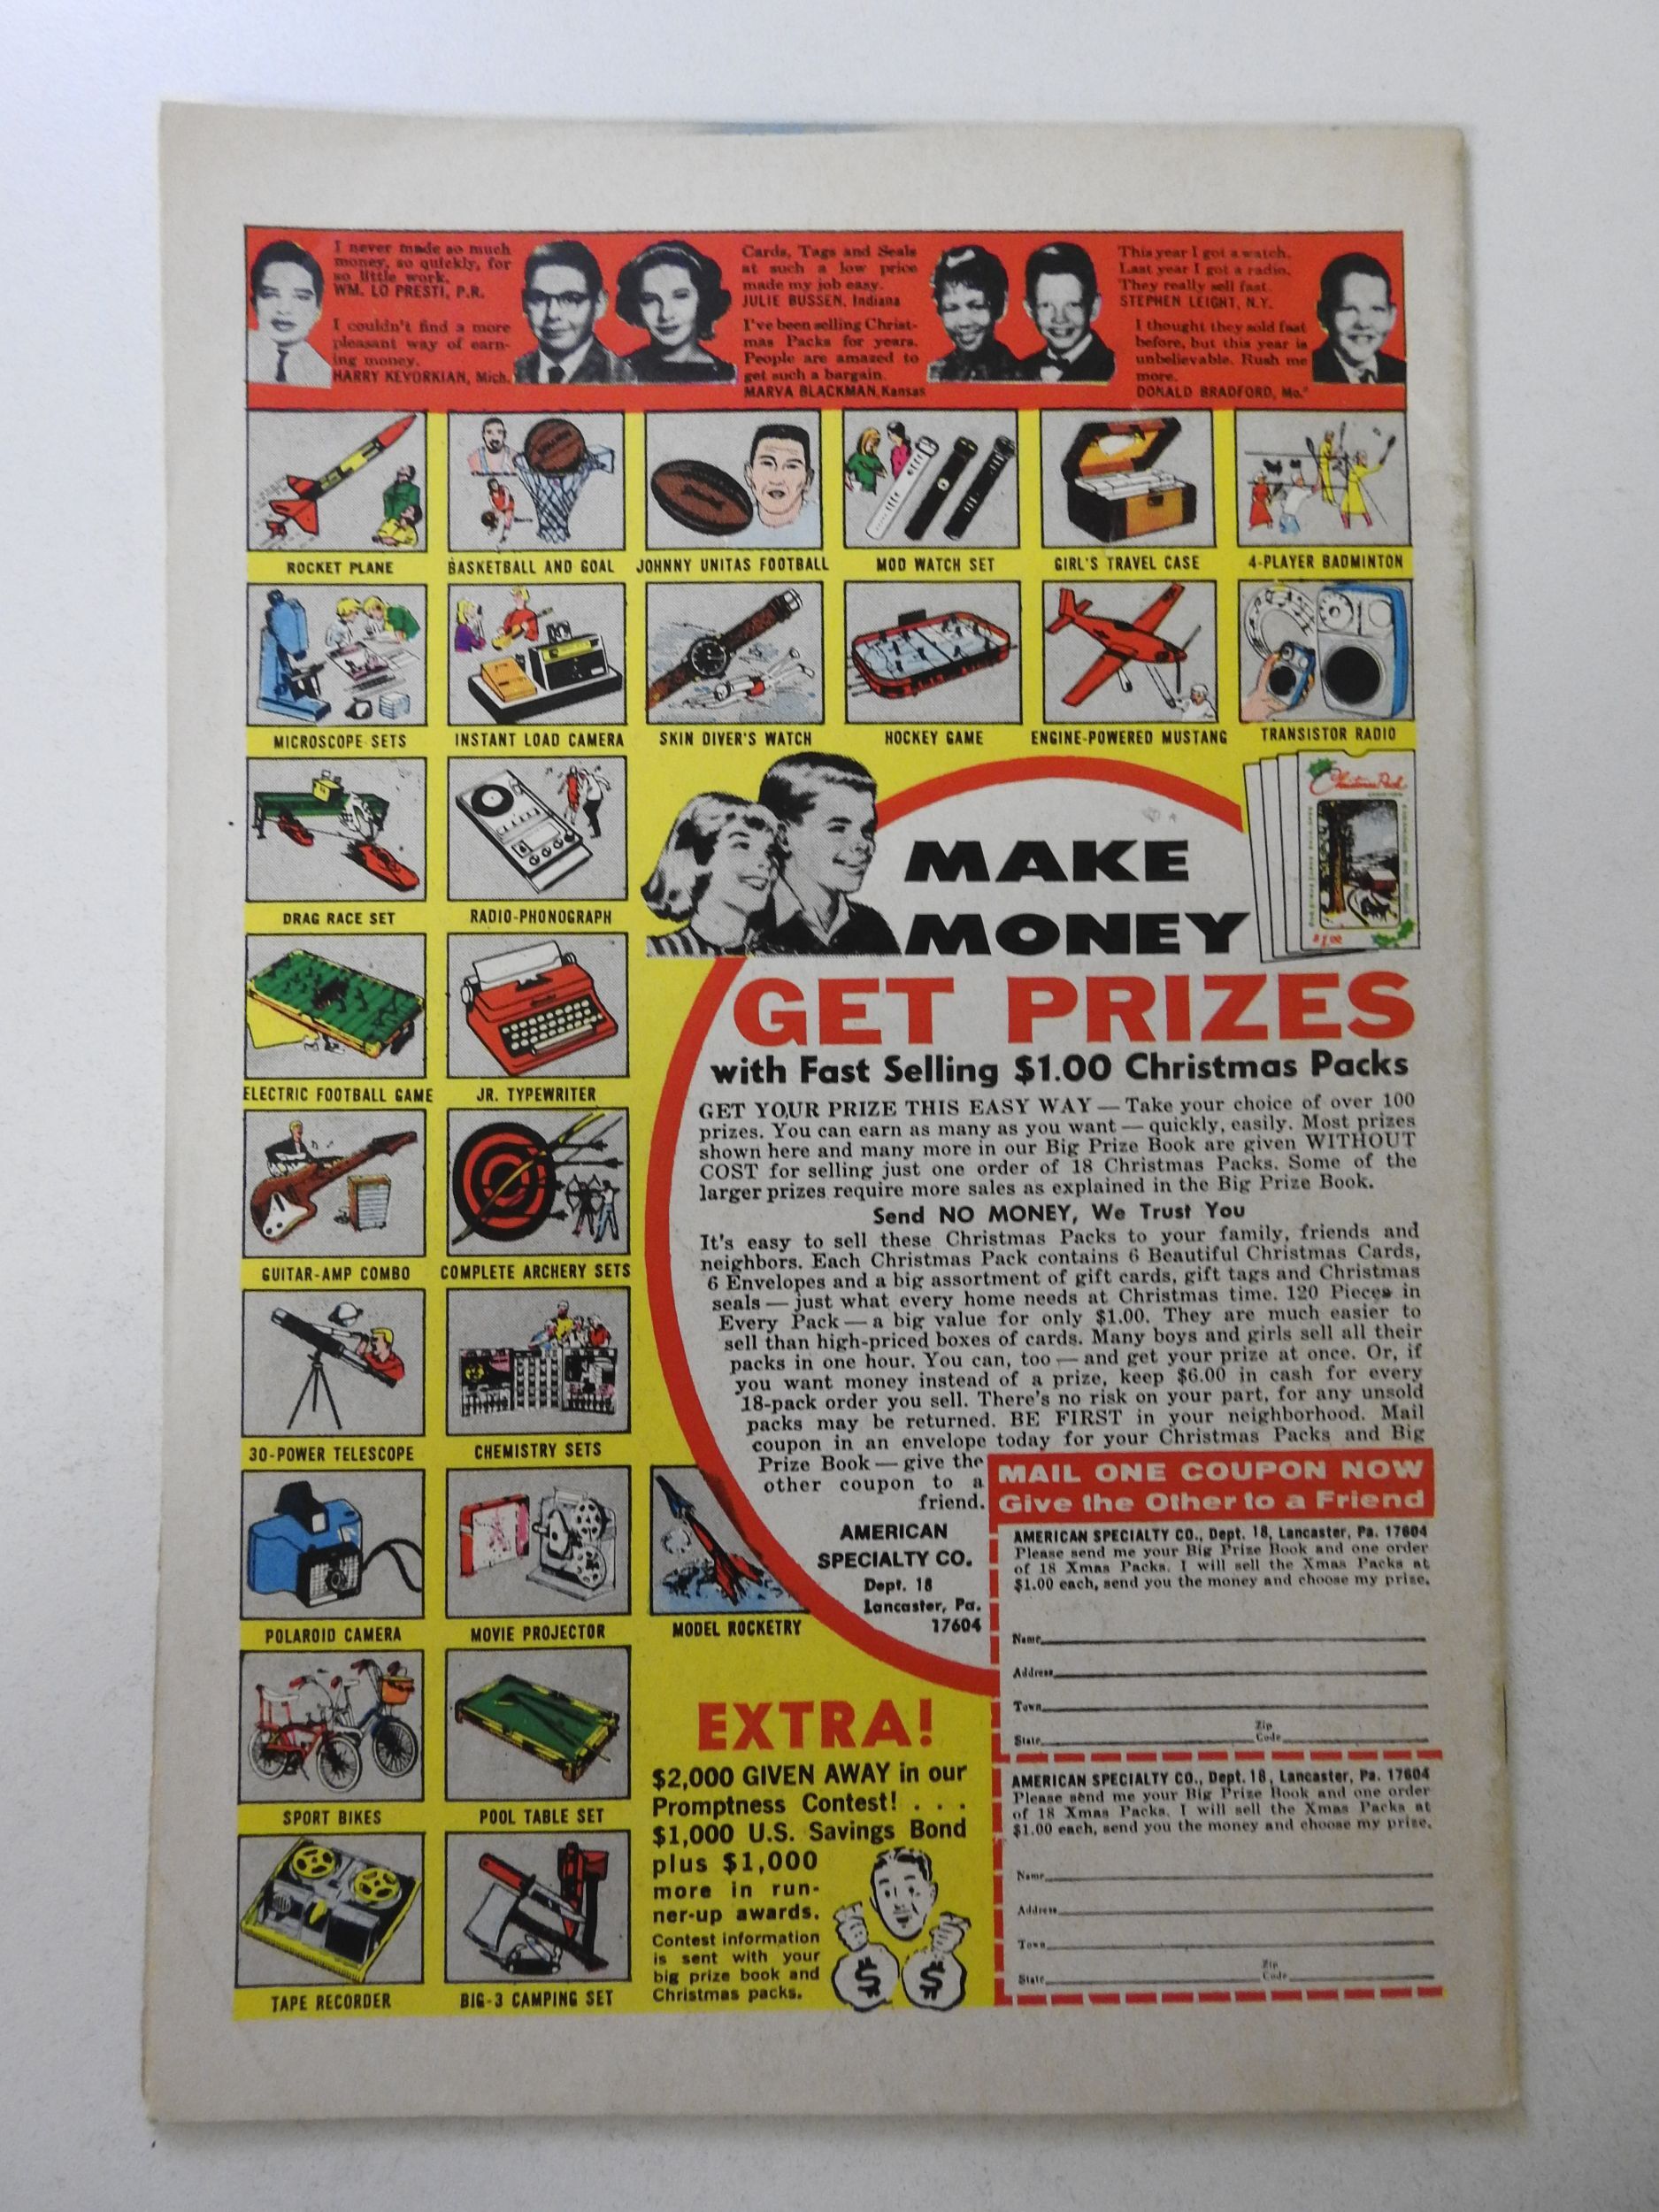 I never made so much
money, so quickly, for
so little work.
WM. LO PRESTI, P.R.
I couldn't find a more
pleasant way of earn-
ing money.
HARRY KEVORKIAN, Mich.
Cards, Tags and Seals
at such a low price
made my job easy.
JULIE BUSSEN, Indiana
I've been selling Christ-
mas Packs for years.
People are amazed to
get such a bargain.
MARVA BLACKMAN, Kansas
This year I got a watch.
Last year I got a radio.
They really sell fast.
STEPHEN LEIGHT, N.Y.
I thought they sold fast
before, but this year is
unbelievable. Rush me
more.
DONALD BRADFORD, Mo."
ROCKET PLANE
BASKETBALL AND GOAL
JOHNNY UNITAS FOOTBALL
MOD WATCH SET
GIRL'S TRAVEL CASE
4-PLAYER BADMINTON
MICROSCOPE SETS
INSTANT LOAD CAMERA
SKIN DIVER'S WATCH
HOCKEY GAME
ENGINE-POWERED MUSTANG
TRANSISTOR RADIO
DRAG RACE SET
RADIO-PHONOGRAPH
ELECTRIC FOOTBALL GAME
JR. TYPEWRITER
GUITAR-AMP COMBO
COMPLETE ARCHERY SETS
30-POWER TELESCOPE
CHEMISTRY SETS
POLAROID CAMERA
MOVIE PROJECTOR
MODEL ROCKETRY
SPORT BIKES
POOL TABLE SET
TAPE RECORDER
BIG-3 CAMPING SET
Christmas Pack
$1.00
MAKE
MONEY
GET PRIZES
with Fast Selling $1.00 Christmas Packs
GET YOUR PRIZE THIS EASY WAY — Take your choice of over 100
prizes. You can earn as many as you want — quickly, easily. Most prizes
shown here and many more in our Big Prize Book are given WITHOUT
COST for selling just one order of 18 Christmas Packs. Some of the
larger prizes require more sales as explained in the Big Prize Book.
Send NO MONEY, We Trust You
It's easy to sell these Christmas Packs to your family, friends and
neighbors. Each Christmas Pack contains 6 Beautiful Christmas Cards,
6 Envelopes and a big assortment of gift cards, gift tags and Christmas
seals — just what every home needs at Christmas time. 120 Pieces in
Every Pack — a big value for only $1.00. They are much easier to
sell than high-priced boxes of cards. Many boys and girls sell all their
packs in one hour. You can, too — and get your prize at once. Or, if
you want money instead of a prize, keep $6.00 in cash for every
18-pack order you sell. There's no risk on your part, for any unsold
packs may be returned. BE FIRST in your neighborhood. Mail
coupon in an envelope today for your Christmas Packs and Big
Prize Book — give the
other coupon to a
friend.
AMERICAN
SPECIALTY CO.
Dept. 18
Lancaster, Pa.
17604
EXTRA!
$2,000 GIVEN AWAY in our
Promptness Contest! . . .
$1,000 U.S. Savings Bond
plus $1,000
more in run-
ner-up awards.
Contest information
is sent with your
big prize book and
Christmas packs.
$ $
MAIL ONE COUPON NOW
Give the Other to a Friend
AMERICAN SPECIALTY CO., Dept. 18, Lancaster, Pa. 17604
Please send me your Big Prize Book and one order
of 18 Xmas Packs. I will sell the Xmas Packs at
$1.00 each, send you the money and choose my prize.
Name
Address
Town
State Zip Code
AMERICAN SPECIALTY CO., Dept. 18, Lancaster, Pa. 17604
Please send me your Big Prize Book and one order
of 18 Xmas Packs. I will sell the Xmas Packs at
$1.00 each, send you the money and choose my prize.
Name
Address
Town
State Zip Code